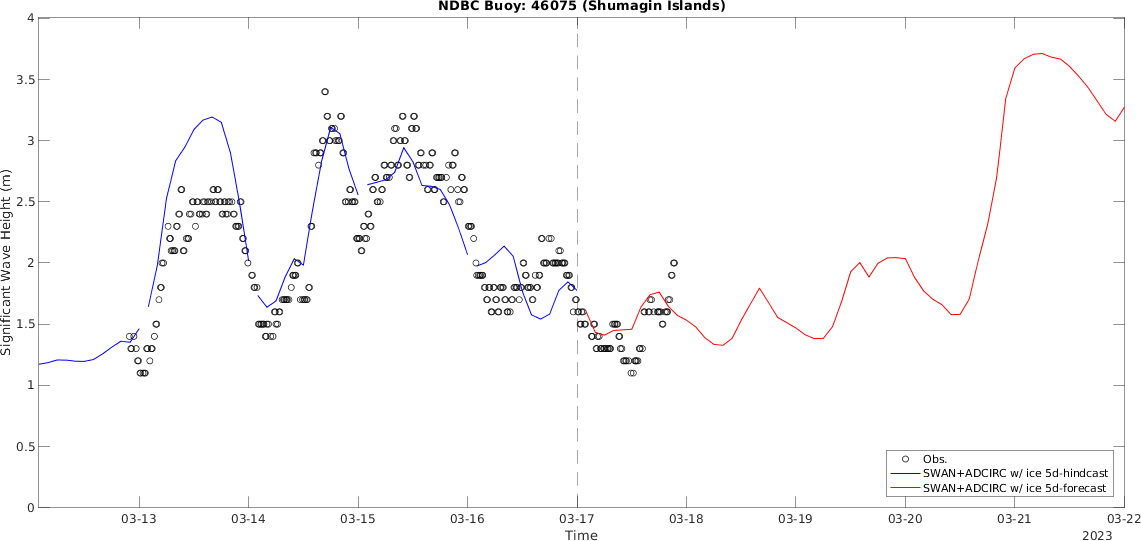 NDBC Buoy: 46075 (Shumagin Islands)
Significant Wave Height (m)
4
3.5
3
2.5
2
1.5
1
0.5
0
Obs.
SWAN+ADCIRC w/ ice 5d-hindcast
SWAN+ADCIRC w/ ice 5d-forecast
03-13 03-14 03-15 03-16 03-17 03-18 03-19 03-20 03-21 03-22
Time
2023